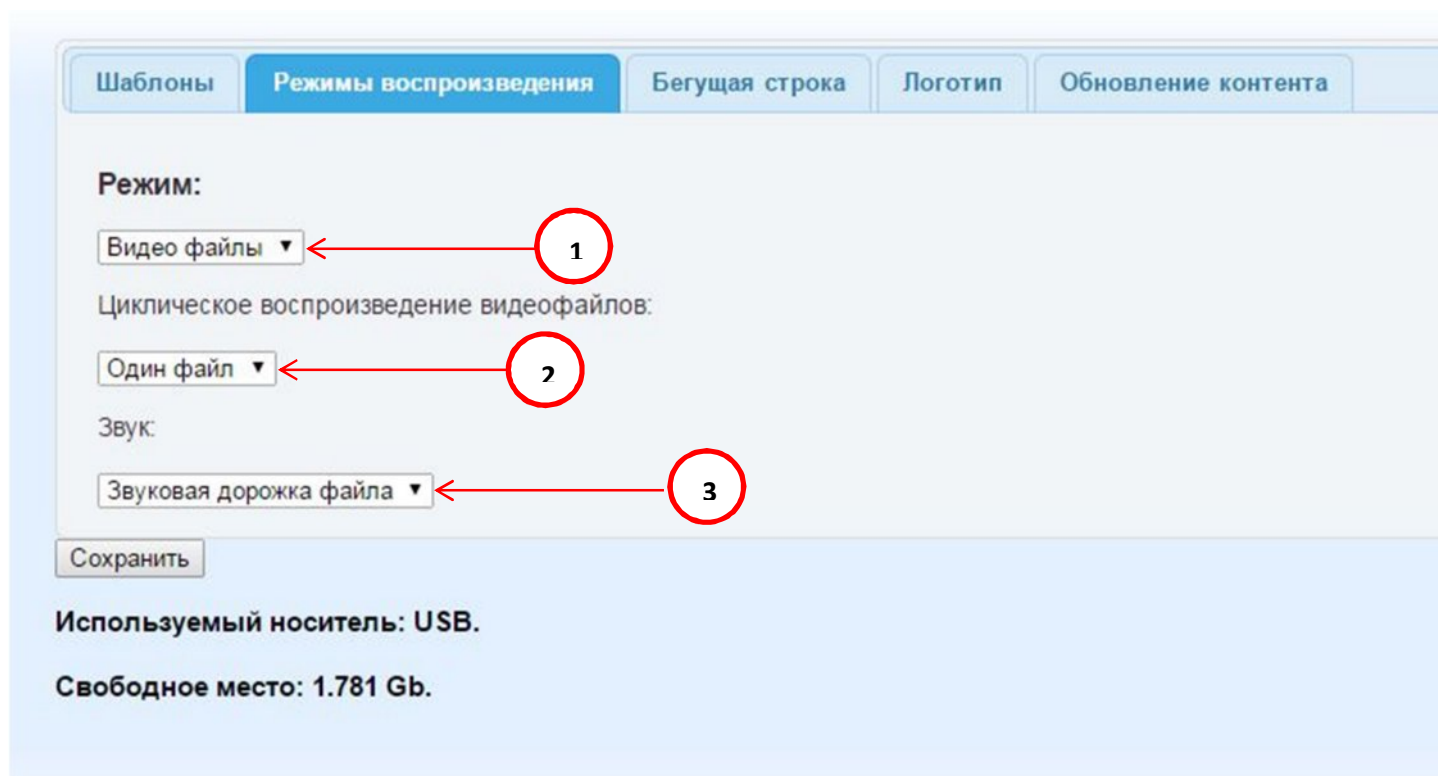 Шаблоны Режимы воспроизведения Бегущая строка Логотип Обновление контента
Режим:
Видео файлы ▼ 1
Циклическое воспроизведение видеофайлов:
Один файл ▼ 2
Звук:
Звуковая дорожка файла ▼ 3
Сохранить
Используемый носитель: USB.
Свободное место: 1.781 Gb.